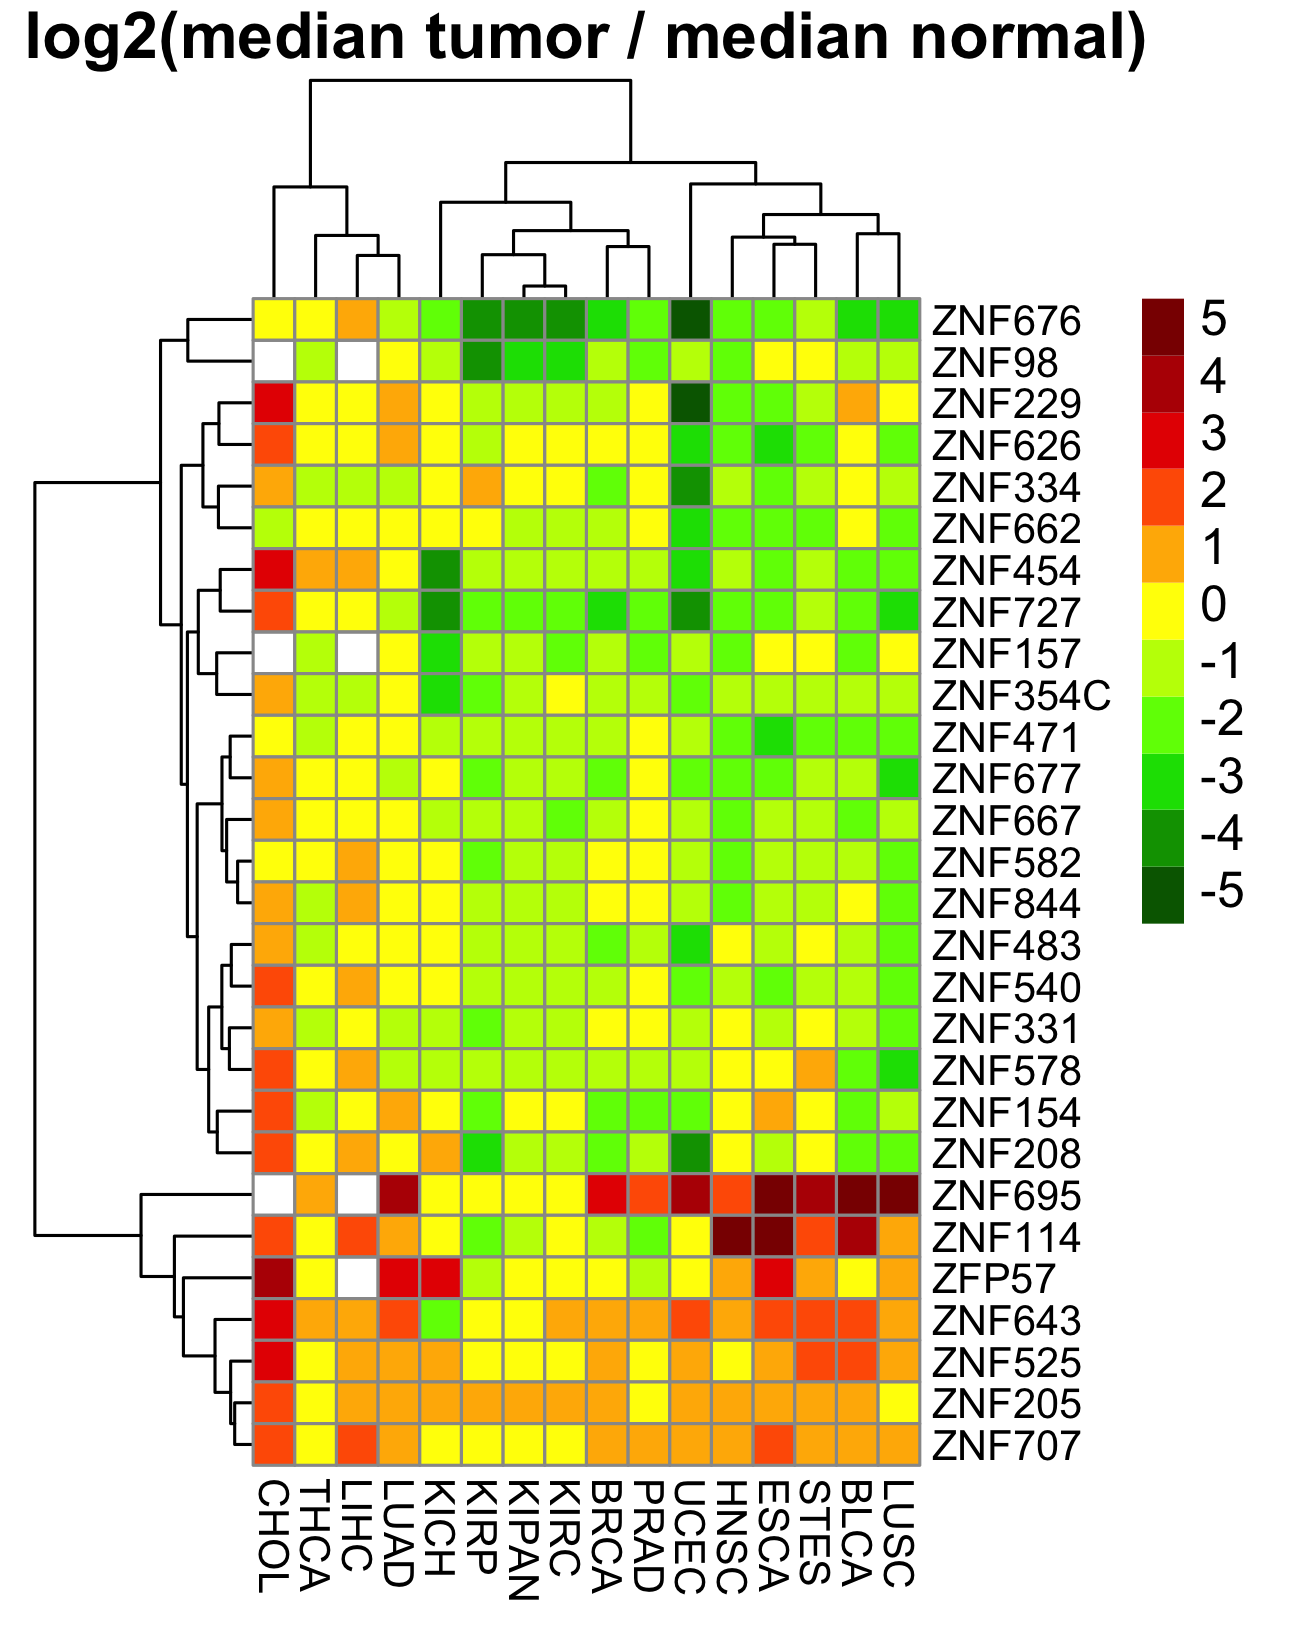 log2(median tumor / median normal)
ZNF676
ZNF98
ZNF229
ZNF626
ZNF334
ZNF662
ZNF454
ZNF727
ZNF157
ZNF354C
ZNF471
ZNF677
ZNF667
ZNF582
ZNF844
ZNF483
ZNF540
ZNF331
ZNF578
ZNF154
ZNF208
ZNF695
ZNF114
ZFP57
ZNF643
ZNF525
ZNF205
ZNF707
5
4
3
2
1
0
-1
-2
-3
-4
-5
CHOL
THCA
LIHC
LUAD
KICH
KIRP
KIPAN
KIRC
BRCA
PRAD
UCEC
HNSC
ESCA
STES
BLCA
LUSC